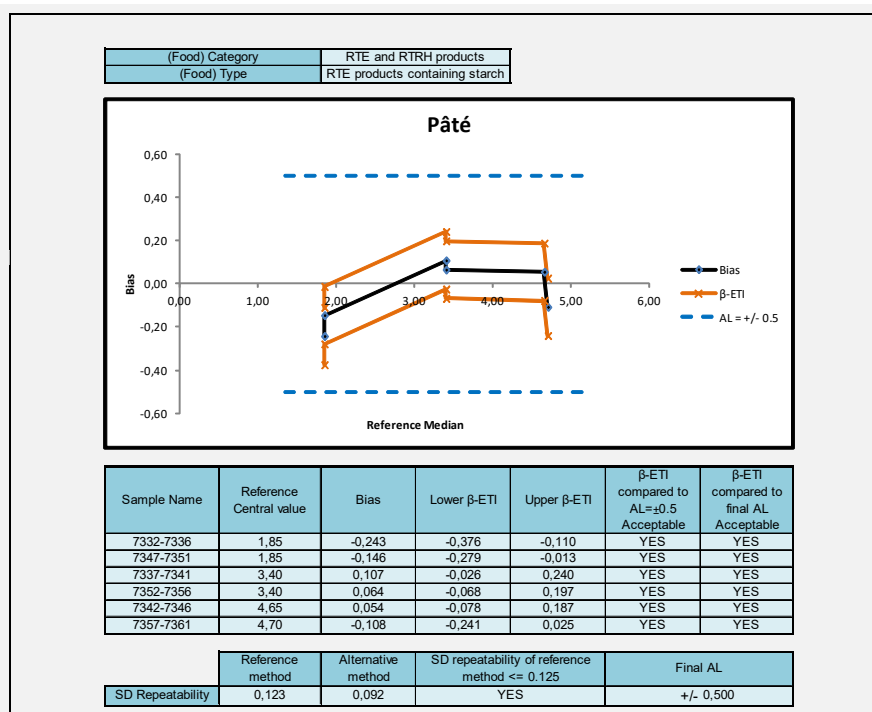 (Food) Category RTE and RTRH products
(Food) Type RTE products containing starch
Pâté
0,60
0,40
0,20
0,00
-0,20
-0,40
-0,60
0,00 1,00 2,00 3,00 4,00 5,00 6,00
Bias
Reference Median
Bias
β-ETI
AL = +/- 0.5
Sample Name Reference Central value Bias Lower β-ETI Upper β-ETI β-ETI compared to AL=±0.5 Acceptable β-ETI compared to final AL Acceptable
7332-7336 1,85 -0,243 -0,376 -0,110 YES YES
7347-7351 1,85 -0,146 -0,279 -0,013 YES YES
7337-7341 3,40 0,107 -0,026 0,240 YES YES
7352-7356 3,40 0,064 -0,068 0,197 YES YES
7342-7346 4,65 0,054 -0,078 0,187 YES YES
7357-7361 4,70 -0,108 -0,241 0,025 YES YES
Reference method Alternative method SD repeatability of reference method <= 0.125 Final AL
SD Repeatability 0,123 0,092 YES +/- 0,500